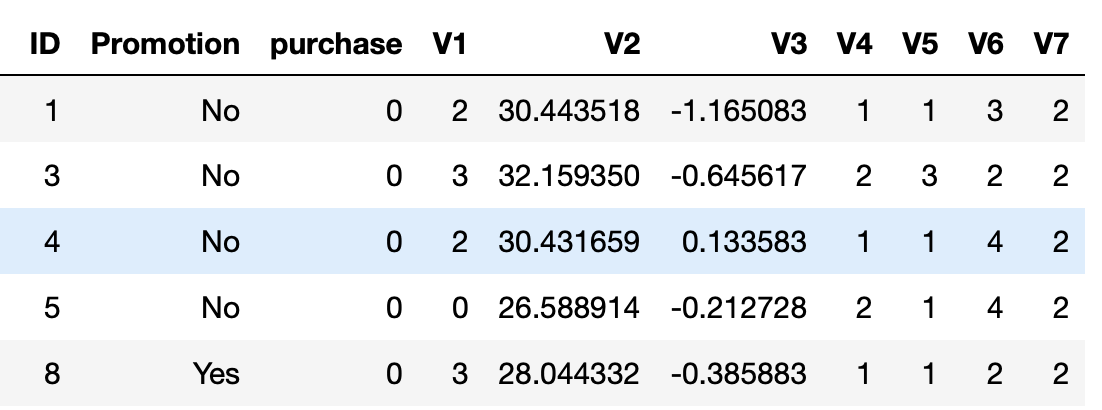 ID Promotion purchase V1 V2 V3 V4 V5 V6 V7
1 No 0 2 30.443518 -1.165083 1 1 3 2
3 No 0 3 32.159350 -0.645617 2 3 2 2
4 No 0 2 30.431659 0.133583 1 1 4 2
5 No 0 0 26.588914 -0.212728 2 1 4 2
8 Yes 0 3 28.044332 -0.385883 1 1 2 2